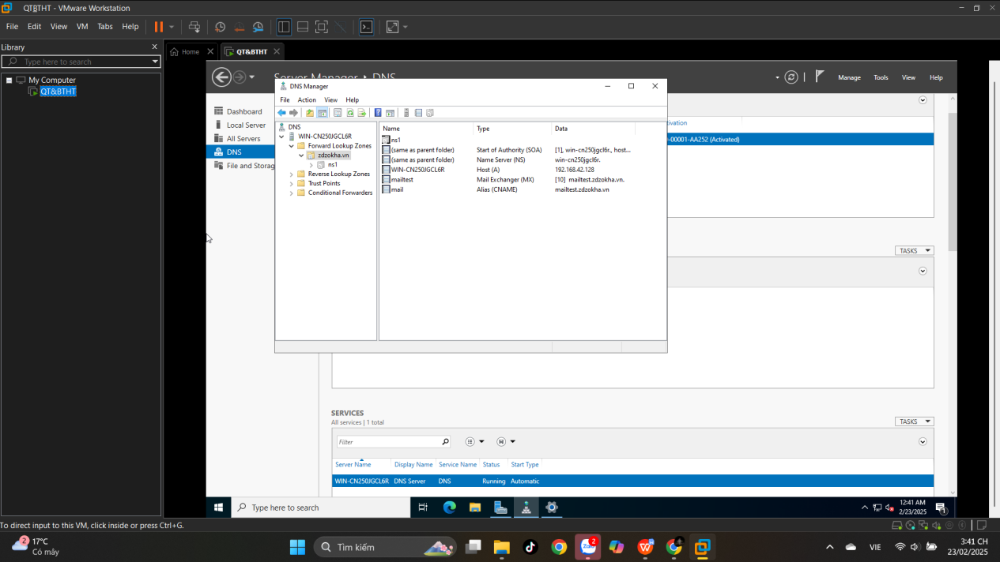 QTBTHT - VMware Workstation
File Edit View VM Tabs Help
Library
Type here to search
My Computer
QT&BTHT
Home
QT&BTHT
Server Manager DNS
Manage Tools View Help
Dashboard
Local Server
All Servers
DNS
File and Storag
DNS Manager
File Action View Help
DNS
WIN-CN250JGCL6R
Forward Lookup Zones
zdzokha.vn
ns1
Reverse Lookup Zones
Trust Points
Conditional Forwarders
Name Type Data
ns1
(same as parent folder) Start of Authority (SOA) [1], win-cn250jgcl6r., host...
(same as parent folder) Name Server (NS) win-cn250jgcl6r.
WIN-CN250JGCL6R Host (A) 192.168.42.128
mailtest Mail Exchanger (MX) [10] mailtest.zdzokha.vn.
mail Alias (CNAME) mailtest.zdzokha.vn
ivation
-00001-AA252 (Activated)
TASKS
SERVICES
All services | 1 total
TASKS
Filter
Server Name Display Name Service Name Status Start Type
WIN-CN250JGCL6R DNS Server DNS Running Automatic
Type here to search
12:41 AM
2/23/2025
1
To direct input to this VM, click inside or press Ctrl+G.
2
17°C
Có mây
Tìm kiếm
Zalo
2
VIE
3:41 CH
23/02/2025